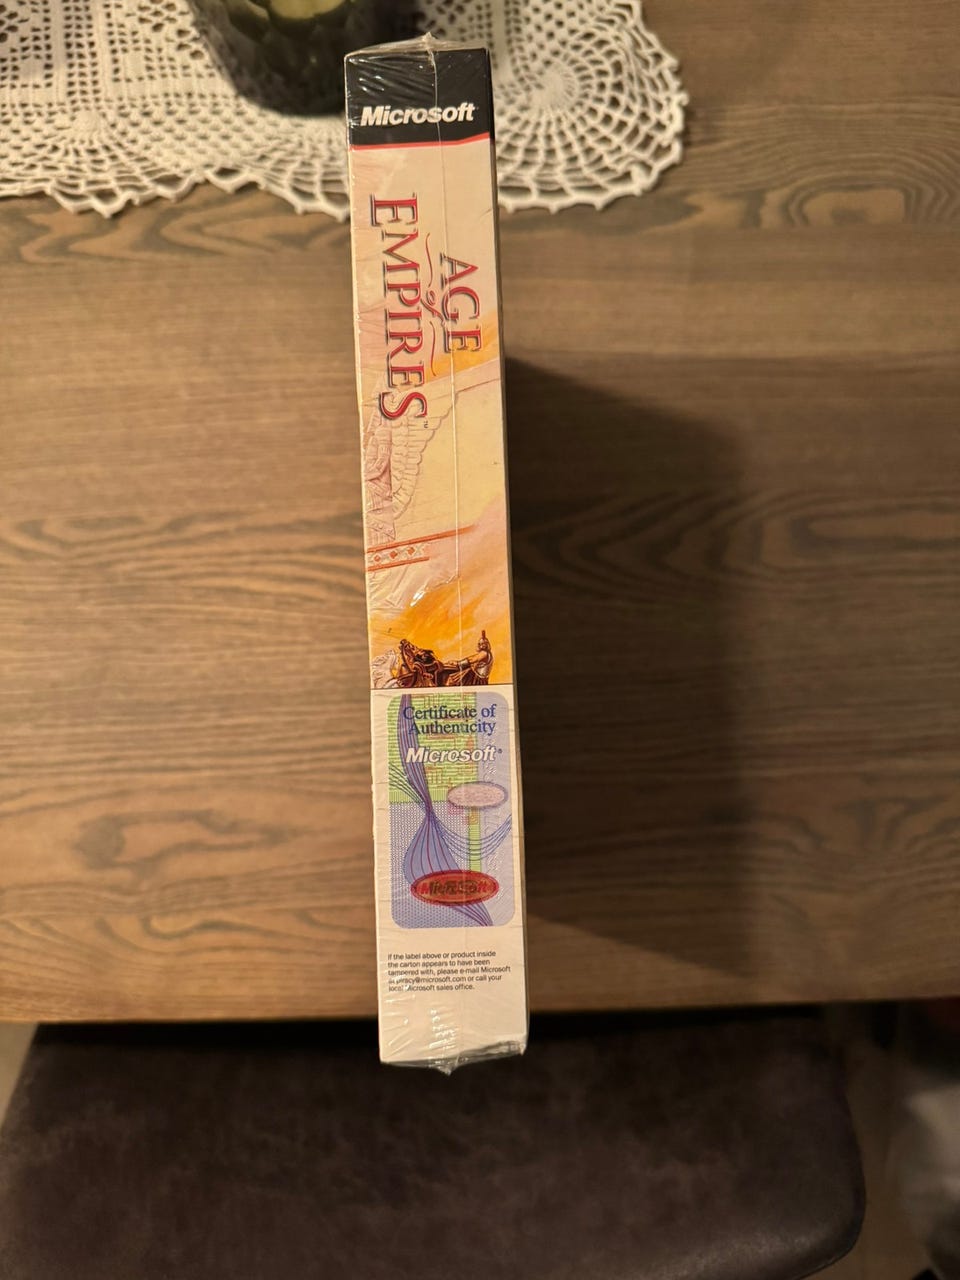 Microsoft
AGE
of
EMPIRES™
Certificate of
Authenticity
Microsoft®
Microsoft
If the label above or product inside
the carton appears to have been
tampered with, please e-mail Microsoft
at piracy@microsoft.com or call your
local Microsoft sales office.